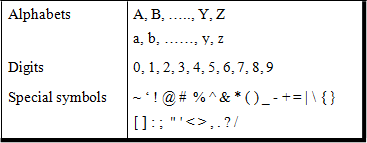 Alphabets A, B, ….., Y, Z
a, b, ……, y, z
Digits 0, 1, 2, 3, 4, 5, 6, 7, 8, 9
Special symbols ~ ‘ ! @ # % ^ & * ( ) _ - + = | \ { }
[ ] : ; " ' < > , . ? /